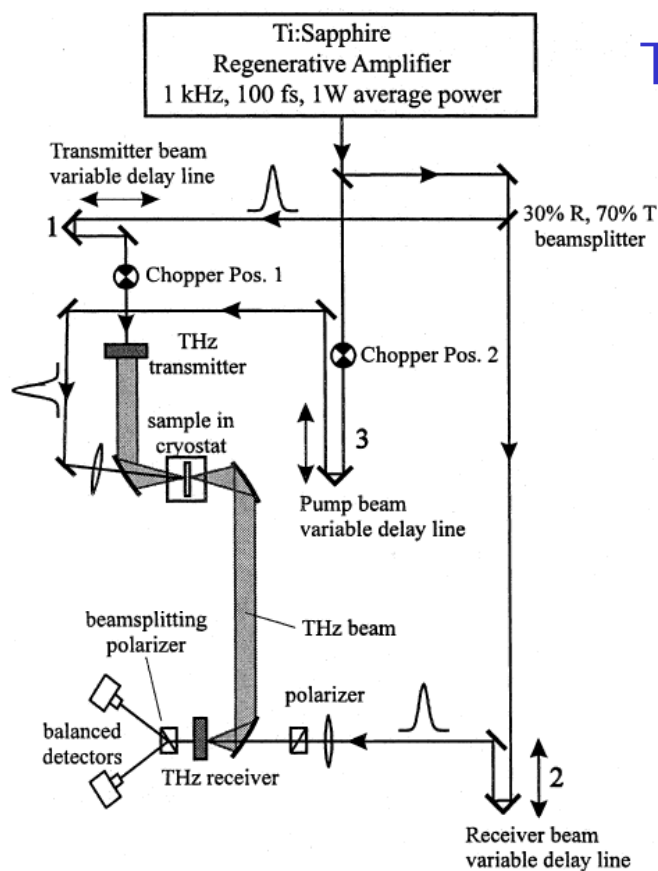 Ti:Sapphire
Regenerative Amplifier
1 kHz, 100 fs, 1W average power
T
Transmitter beam
variable delay line
1
30% R, 70% T
beamsplitter
Chopper Pos. 1
THz
transmitter
Chopper Pos. 2
sample in
cryostat
3
Pump beam
variable delay line
beamsplitting
polarizer
THz beam
polarizer
balanced
detectors
THz receiver
2
Receiver beam
variable delay line